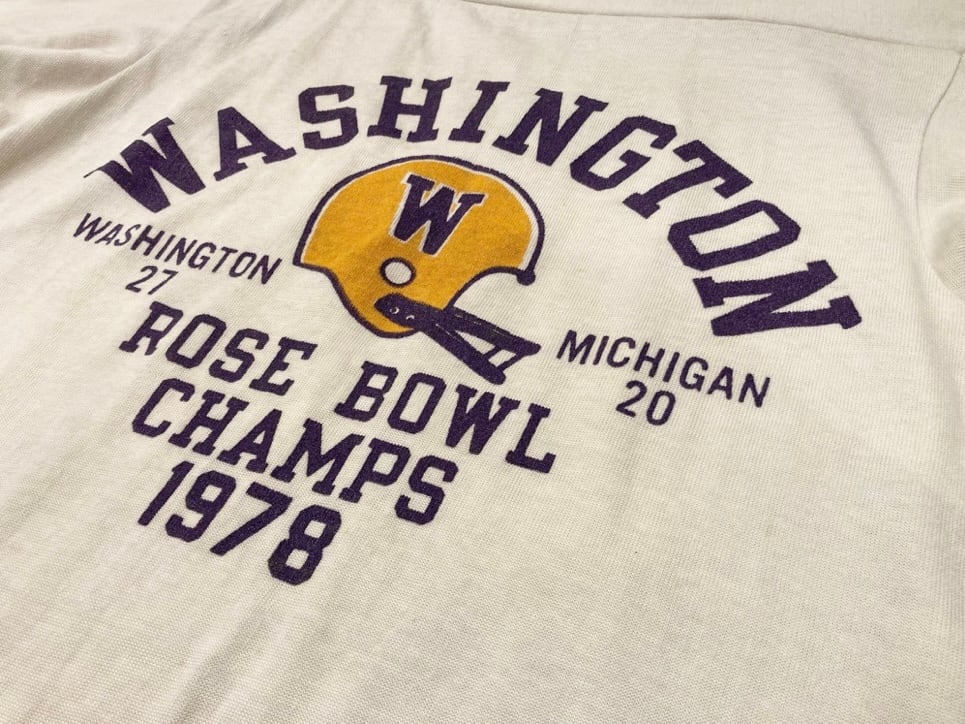 WASHINGTON
W
WASHINGTON
27
MICHIGAN
20
ROSE BOWL
CHAMPS
1978